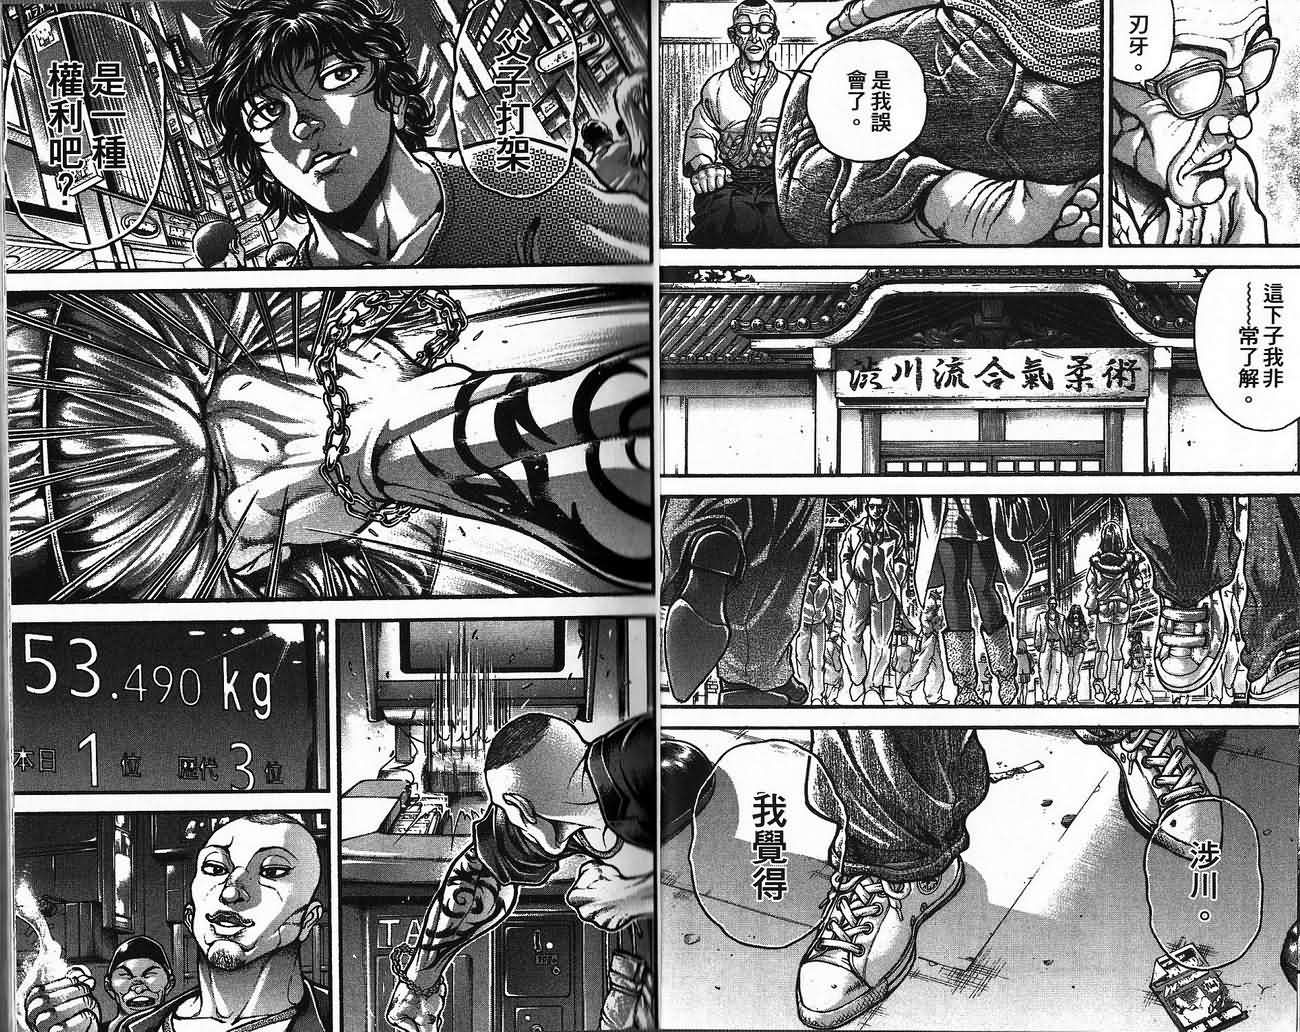 刃牙。
是我誤
會了。
這下子我非
～～～～常了解。
澁川流合氣柔術
涉川。
我覺得
父子打架
是一種
權利吧?
53.490 kg
本日 1 位 歴代 3 位
TA